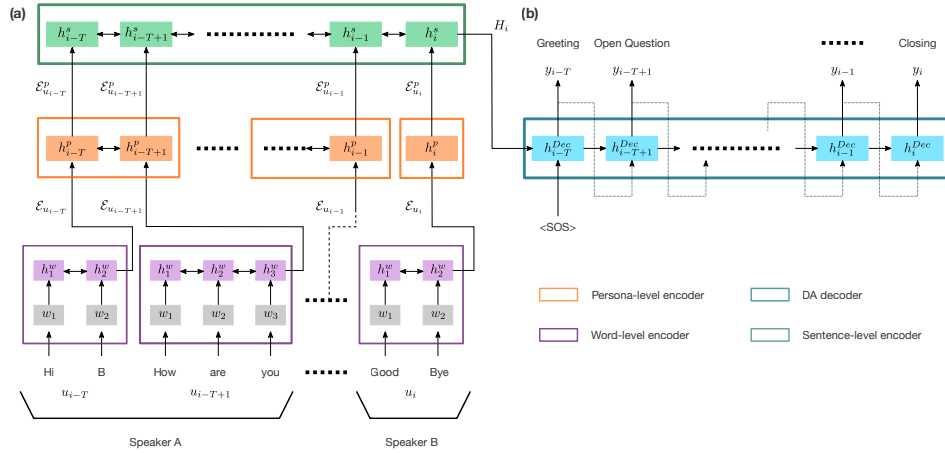 (a)
h^s_{i-T} h^s_{i-T+1} h^s_{i-1} h^s_i
H_i
ℰ^p_{u_{i-T}} ℰ^p_{u_{i-T+1}} ℰ^p_{u_{i-1}} ℰ^p_{u_i}
h^p_{i-T} h^p_{i-T+1} h^p_{i-1} h^p_i
ℰ_{u_{i-T}} ℰ_{u_{i-T+1}} ℰ_{u_{i-1}} ℰ_{u_i}
h^w_1 h^w_2 h^w_1 h^w_2 h^w_3 h^w_1 h^w_2
w_1 w_2 w_1 w_2 w_3 w_1 w_2
Hi B How are you Good Bye
u_{i-T} u_{i-T+1} u_i
Speaker A Speaker B
(b)
Greeting Open Question Closing
y_{i-T} y_{i-T+1} y_{i-1} y_i
h^{Dec}_{i-T} h^{Dec}_{i-T+1} h^{Dec}_{i-1} h^{Dec}_i
<SOS>
Persona-level encoder DA decoder
Word-level encoder Sentence-level encoder